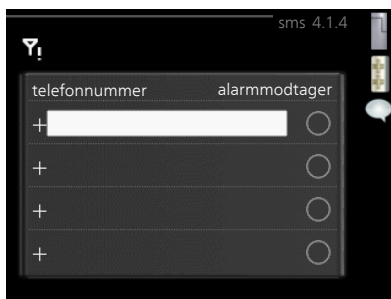 sms 4.1.4
telefonnummer alarmmodtager
+
+
+
+